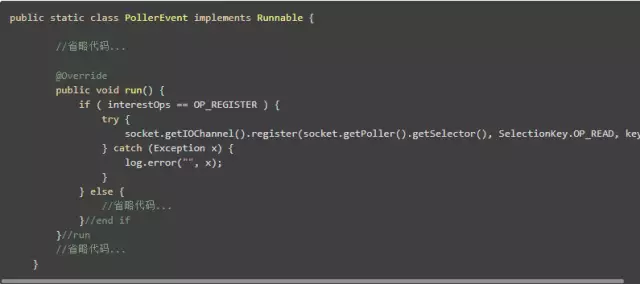 public static class PollerEvent implements Runnable {
//省略代码...
@Override
public void run() {
if ( interestOps == OP_REGISTER ) {
try {
socket.getIOChannel().register(socket.getPoller().getSelector(), SelectionKey.OP_READ, key
} catch (Exception x) {
log.error("", x);
}
} else {
//省略代码...
}//end if
}//run
//省略代码...
}